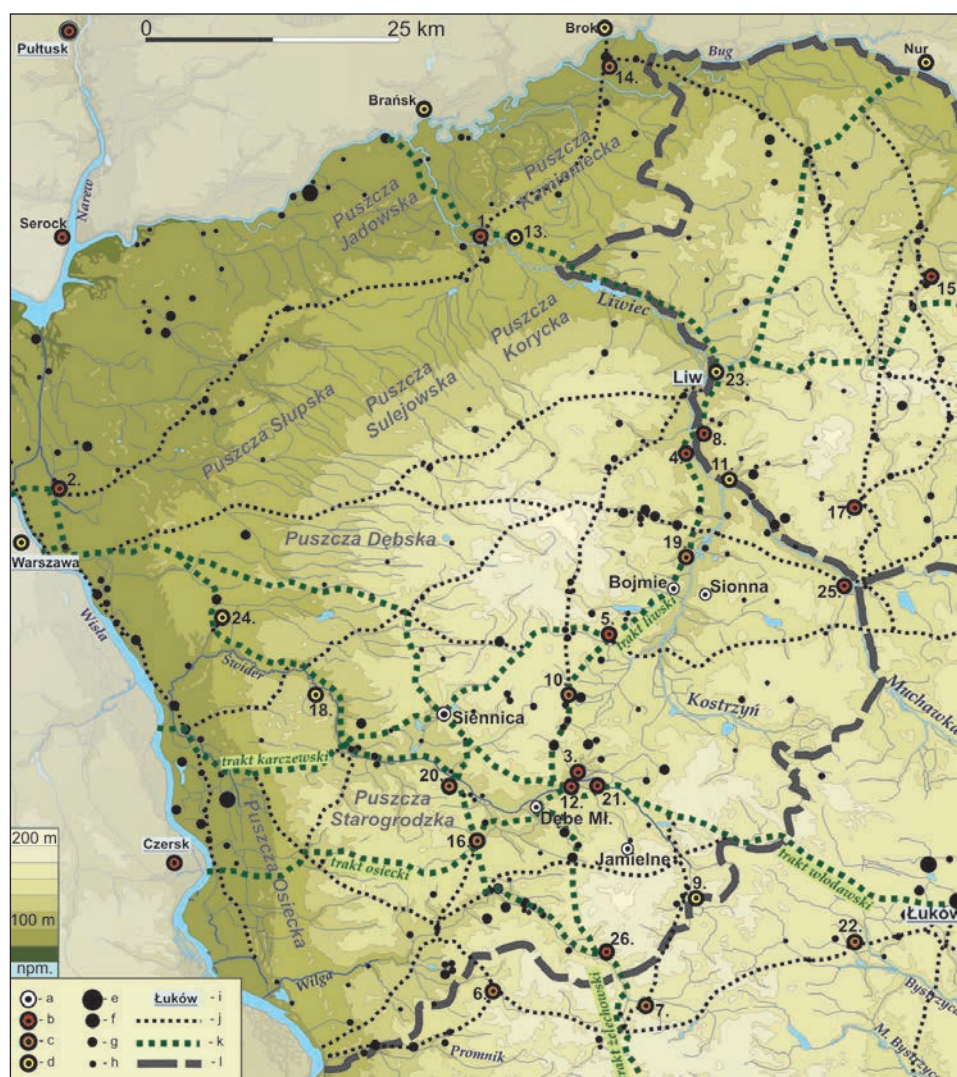 0 25 km
Pułtusk
Brok
Nur
Bug
14.
Brańsk
Narew
Puszcza
Kamianiecka
Puszcza
Jadowska
Serock
1.
13.
15.
Liwiec
Puszcza
Korycka
Liw
23.
Puszcza
Sulejowska
Puszcza Słupska
8.
4.
11.
2.
17.
Puszcza Dębska
Warszawa
19.
Bojmie
Sionna
25.
Wisła
24.
5.
trakt liwski
Świder
18.
10.
Siennica
Kostrzyń
Muchawka
trakt karczewski
3.
20.
12.
21.
Puszcza
Starogrodzka
Dębe Mł.
200 m
Czersk
16.
Jamielne
trakt włodawski
trakt osiecki
Puszcza Osiecka
9.
Łuków
100 m
22.
26.
npm.
Wilga
6.
7.
trakt żelechowski
Bystrzyca
Promnik
M. Bystrzyca
- a - e Łuków - i
- b - f - j
- c - g - k
- d - h - l